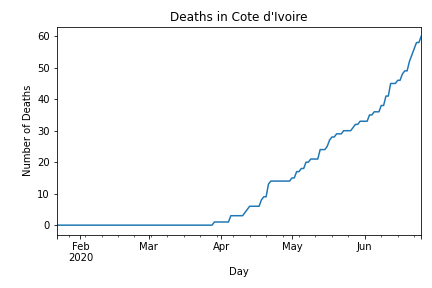 Deaths in Cote d'Ivoire
60
50
40
30
20
10
0
Number of Deaths
Feb
2020
Mar
Apr
May
Jun
Day